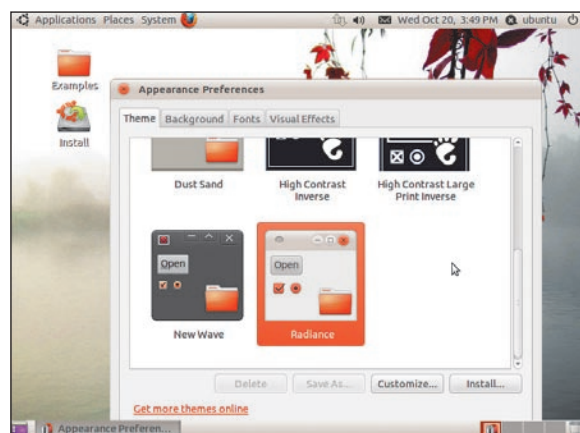 Applications Places System Wed Oct 20, 3:49 PM ubuntu
Examples
Install
Appearance Preferences
Theme Background Fonts Visual Effects
Dust Sand High Contrast Inverse High Contrast Large Print Inverse
Open Open
New Wave Radiance
Delete Save As... Customize... Install...
Get more themes online
Appearance Preferen...